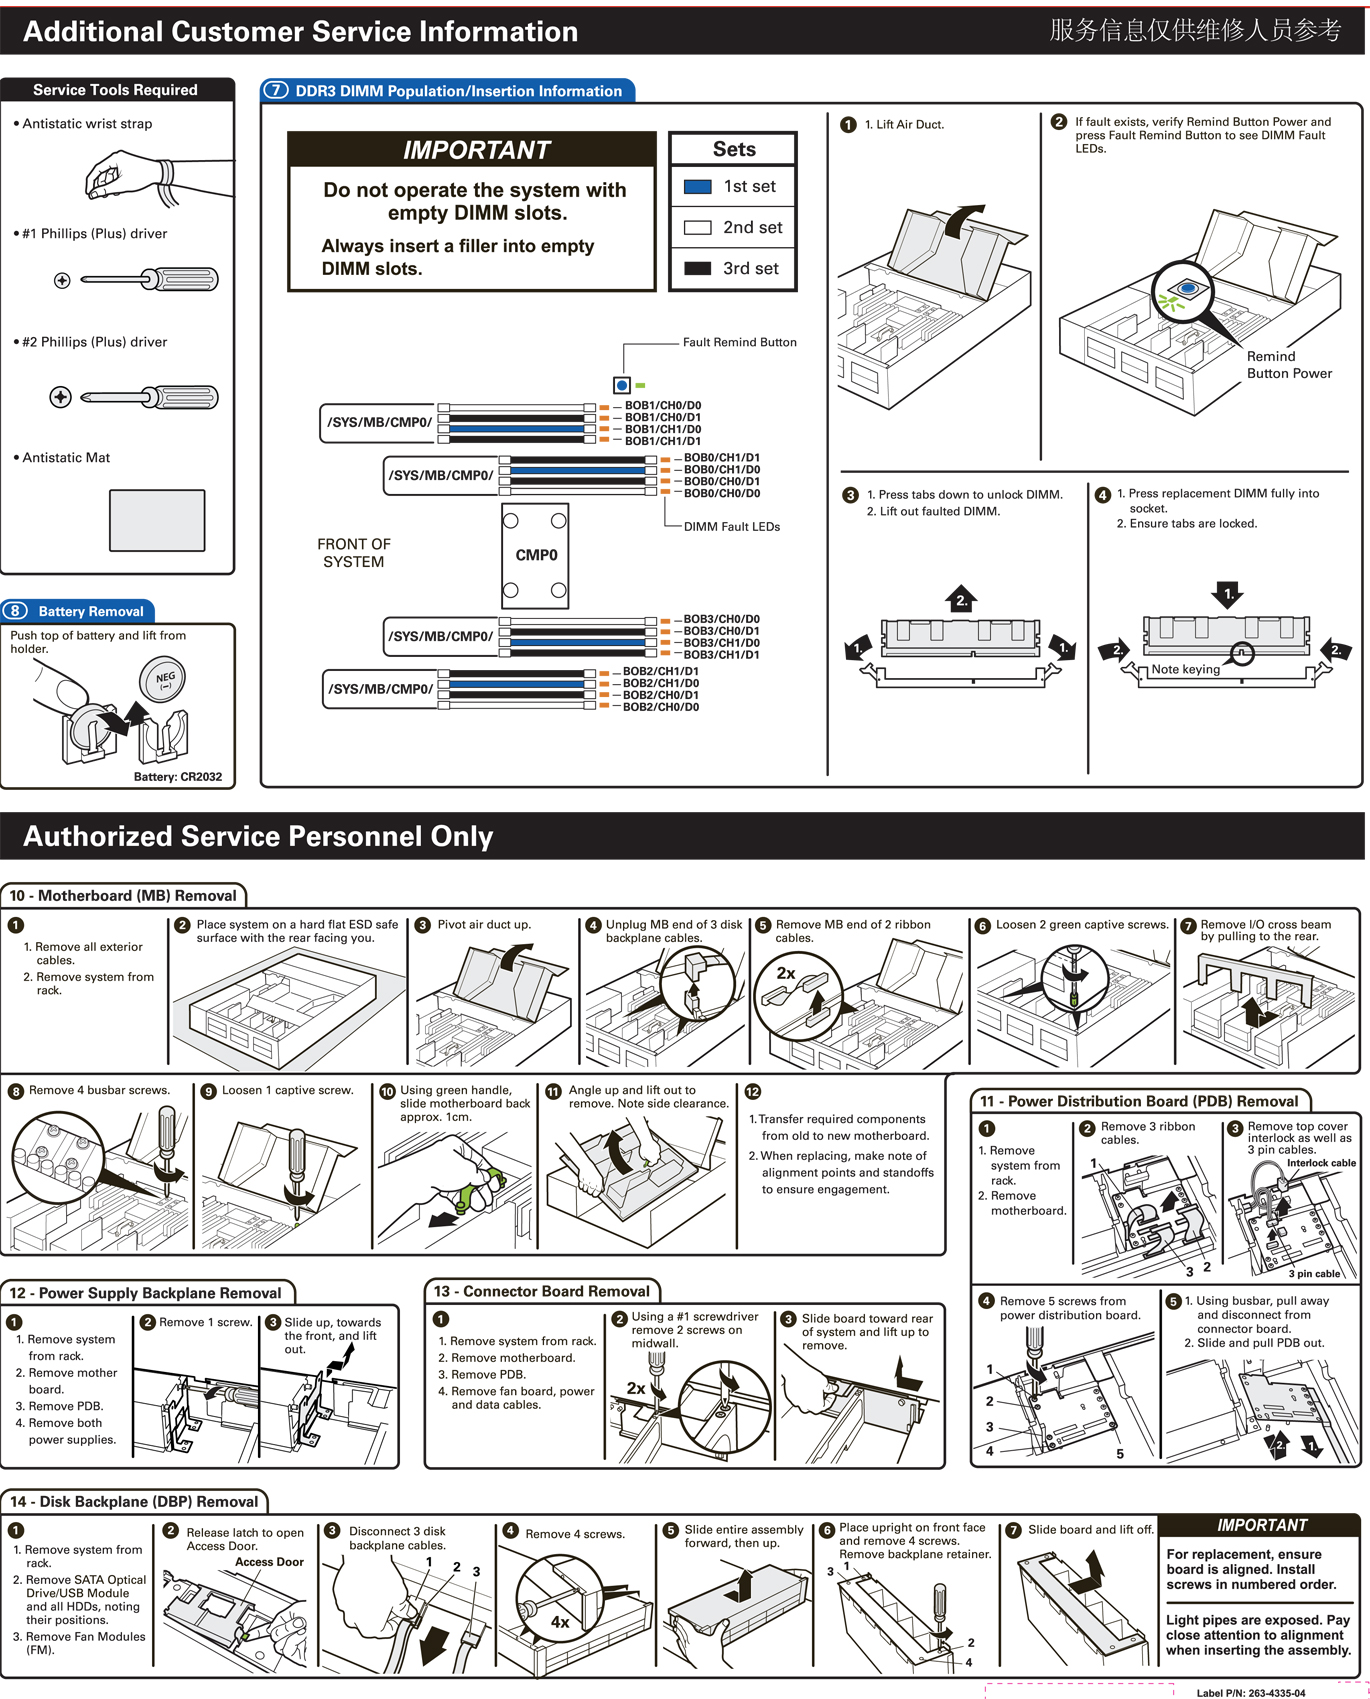 Additional Customer Service Information
服务信息仅供维修人员参考
Service Tools Required
• Antistatic wrist strap
• #1 Phillips (Plus) driver
• #2 Phillips (Plus) driver
• Antistatic Mat
8 Battery Removal
Push top of battery and lift from
holder.
NEG
(–)
Battery: CR2032
7 DDR3 DIMM Population/Insertion Information
IMPORTANT
Do not operate the system with
empty DIMM slots.
Always insert a filler into empty
DIMM slots.
Sets
1st set
2nd set
3rd set
Fault Remind Button
/SYS/MB/CMP0/
BOB1/CH0/D0
BOB1/CH0/D1
BOB1/CH1/D0
BOB1/CH1/D1
/SYS/MB/CMP0/
BOB0/CH1/D1
BOB0/CH1/D0
BOB0/CH0/D1
BOB0/CH0/D0
DIMM Fault LEDs
FRONT OF
SYSTEM
CMP0
/SYS/MB/CMP0/
BOB3/CH0/D0
BOB3/CH0/D1
BOB3/CH1/D0
BOB3/CH1/D1
/SYS/MB/CMP0/
BOB2/CH1/D1
BOB2/CH1/D0
BOB2/CH0/D1
BOB2/CH0/D0
1 1. Lift Air Duct.
2 If fault exists, verify Remind Button Power and
press Fault Remind Button to see DIMM Fault
LEDs.
Remind
Button Power
3 1. Press tabs down to unlock DIMM.
2. Lift out faulted DIMM.
2.
1.
1.
4 1. Press replacement DIMM fully into
socket.
2. Ensure tabs are locked.
1.
2.
2.
Note keying
Authorized Service Personnel Only
10 - Motherboard (MB) Removal
1
1. Remove all exterior
cables.
2. Remove system from
rack.
2 Place system on a hard flat ESD safe
surface with the rear facing you.
3 Pivot air duct up.
4 Unplug MB end of 3 disk
backplane cables.
5 Remove MB end of 2 ribbon
cables.
2x
6 Loosen 2 green captive screws.
7 Remove I/O cross beam
by pulling to the rear.
8 Remove 4 busbar screws.
9 Loosen 1 captive screw.
10 Using green handle,
slide motherboard back
approx. 1cm.
11 Angle up and lift out to
remove. Note side clearance.
12
1. Transfer required components
from old to new motherboard.
2. When replacing, make note of
alignment points and standoffs
to ensure engagement.
11 - Power Distribution Board (PDB) Removal
1
1. Remove
system from
rack.
2. Remove
motherboard.
2 Remove 3 ribbon
cables.
1
3 2
3 Remove top cover
interlock as well as
3 pin cables.
Interlock cable
3 pin cable
4 Remove 5 screws from
power distribution board.
1
2
3
4
5
5 1. Using busbar, pull away
and disconnect from
connector board.
2. Slide and pull PDB out.
2.
1.
12 - Power Supply Backplane Removal
1
1. Remove system
from rack.
2. Remove mother
board.
3. Remove PDB.
4. Remove both
power supplies.
2 Remove 1 screw.
3 Slide up, towards
the front, and lift
out.
13 - Connector Board Removal
1
1. Remove system from rack.
2. Remove motherboard.
3. Remove PDB.
4. Remove fan board, power
and data cables.
2 Using a #1 screwdriver
remove 2 screws on
midwall.
2x
3 Slide board toward rear
of system and lift up to
remove.
14 - Disk Backplane (DBP) Removal
1
1. Remove system from
rack.
2. Remove SATA Optical
Drive/USB Module
and all HDDs, noting
their positions.
3. Remove Fan Modules
(FM).
2 Release latch to open
Access Door.
Access Door
3 Disconnect 3 disk
backplane cables.
1
2
3
4 Remove 4 screws.
4x
5 Slide entire assembly
forward, then up.
6 Place upright on front face
and remove 4 screws.
Remove backplane retainer.
3 1
2
4
7 Slide board and lift off.
IMPORTANT
For replacement, ensure
board is aligned. Install
screws in numbered order.
Light pipes are exposed. Pay
close attention to alignment
when inserting the assembly.
Label P/N: 263-4335-04